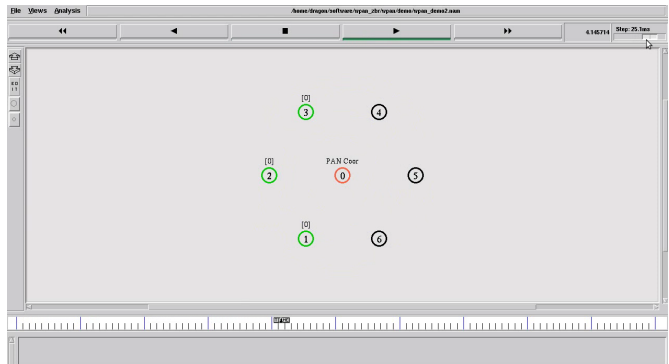 File Views Analysis /home/dragon/software/wpan_zbr/wpan/demo/wpan_demo2.nam
4.145714 Step: 25.1ms
[0]
3 4
[0] PAN Coor
2 0 5
[0]
1 6